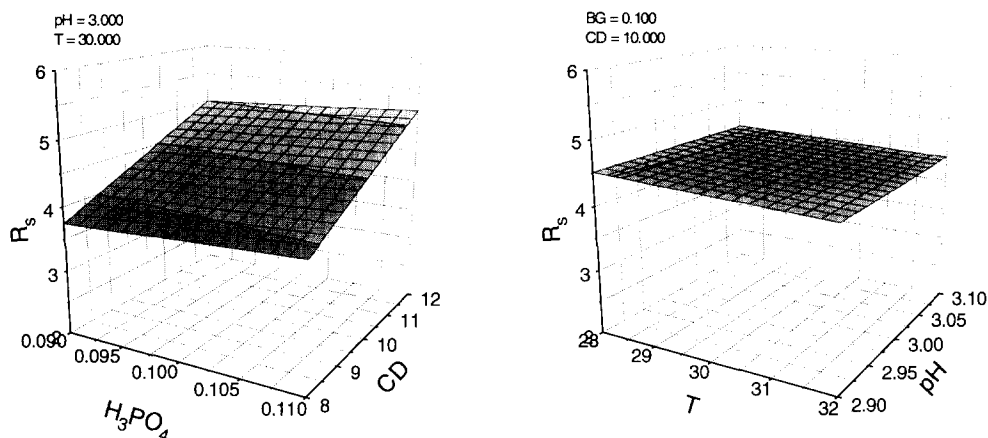 pH = 3.000
T = 30.000
6
5
4
3
2
R_s
0.090
0.095
0.100
0.105
0.110
H₃PO₄
8
9
10
11
12
CD
BG = 0.100
CD = 10.000
6
5
4
3
R_s
28
29
30
31
32
T
2.90
2.95
3.00
3.05
3.10
pH